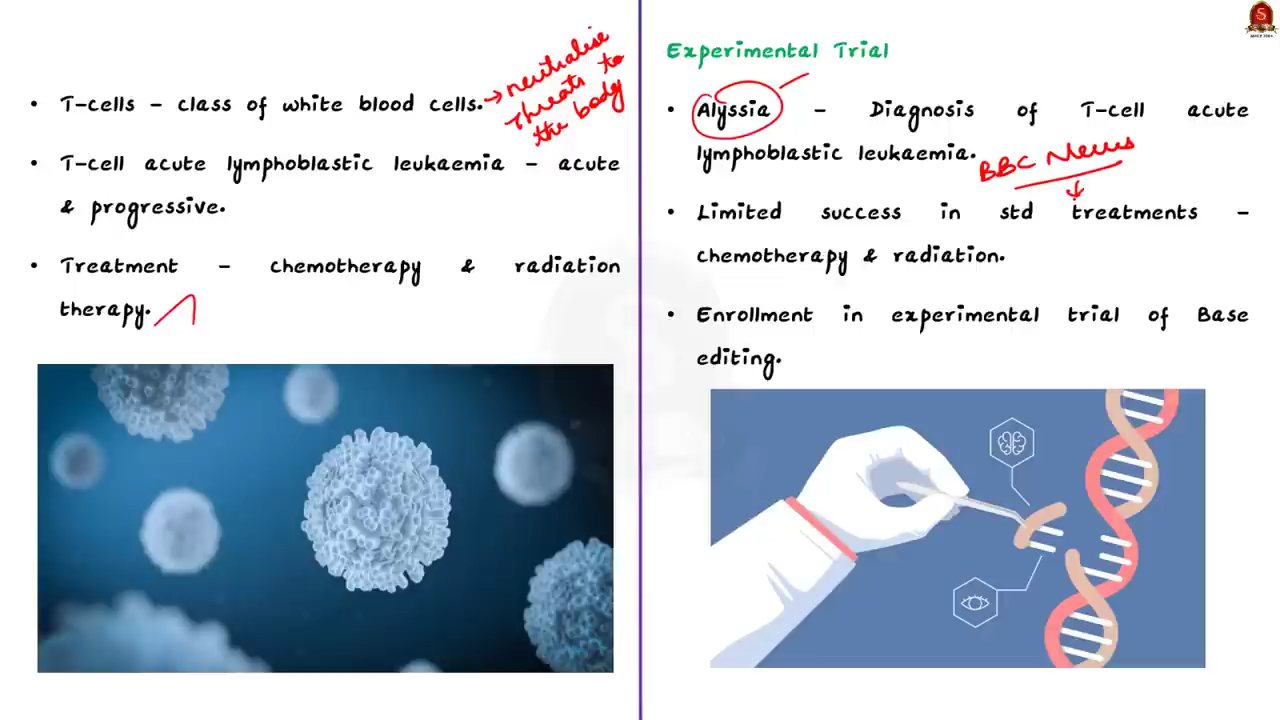 • T-cells – class of white blood cells.
→ neutralise
threats to
the body
• T-cell acute lymphoblastic leukaemia – acute
& progressive.
• Treatment – chemotherapy & radiation
therapy.
Experimental Trial
• Alyssia – Diagnosis of T-cell acute
lymphoblastic leukaemia.
BBC News
• Limited success in std treatments –
chemotherapy & radiation.
• Enrollment in experimental trial of Base
editing.